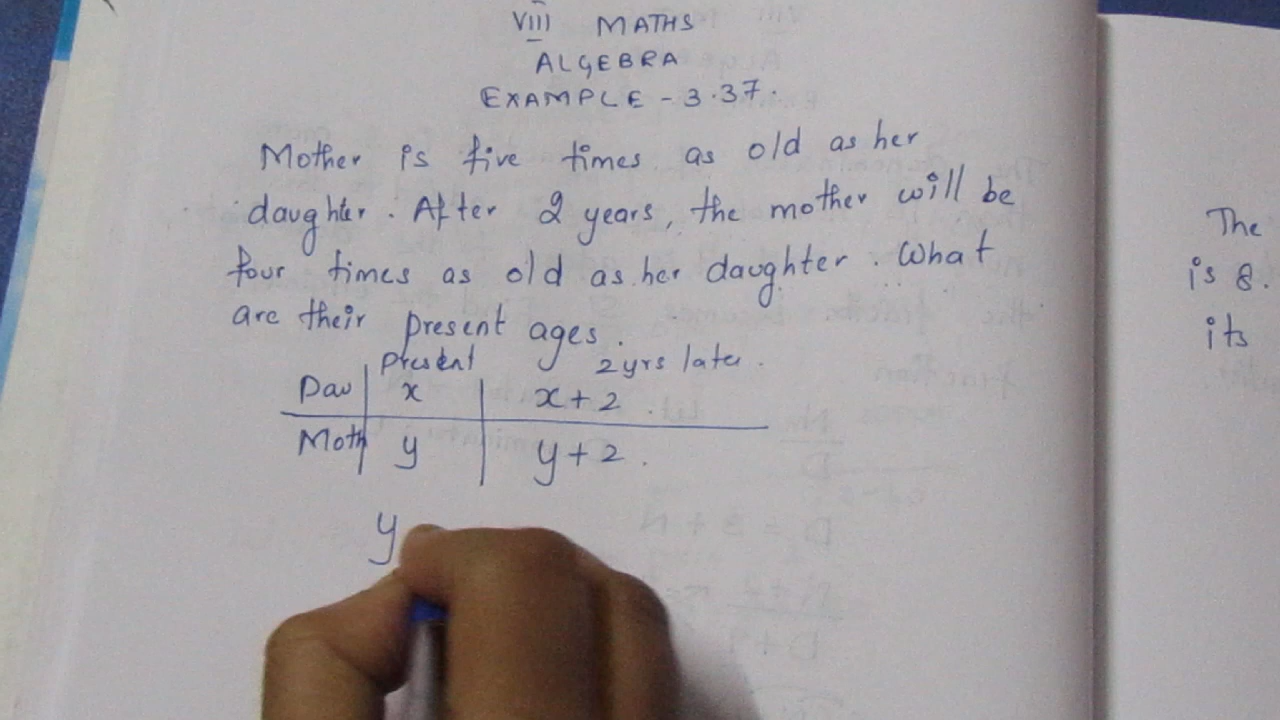 VIII MATHS
ALGEBRA
EXAMPLE - 3.37.
Mother is five times as old as her
daughter. After 2 years, the mother will be
four times as old as her daughter. What
are their present ages.
present 2yrs later.
Dau x x+2
Moth y y+2.
y
The
is 8.
its